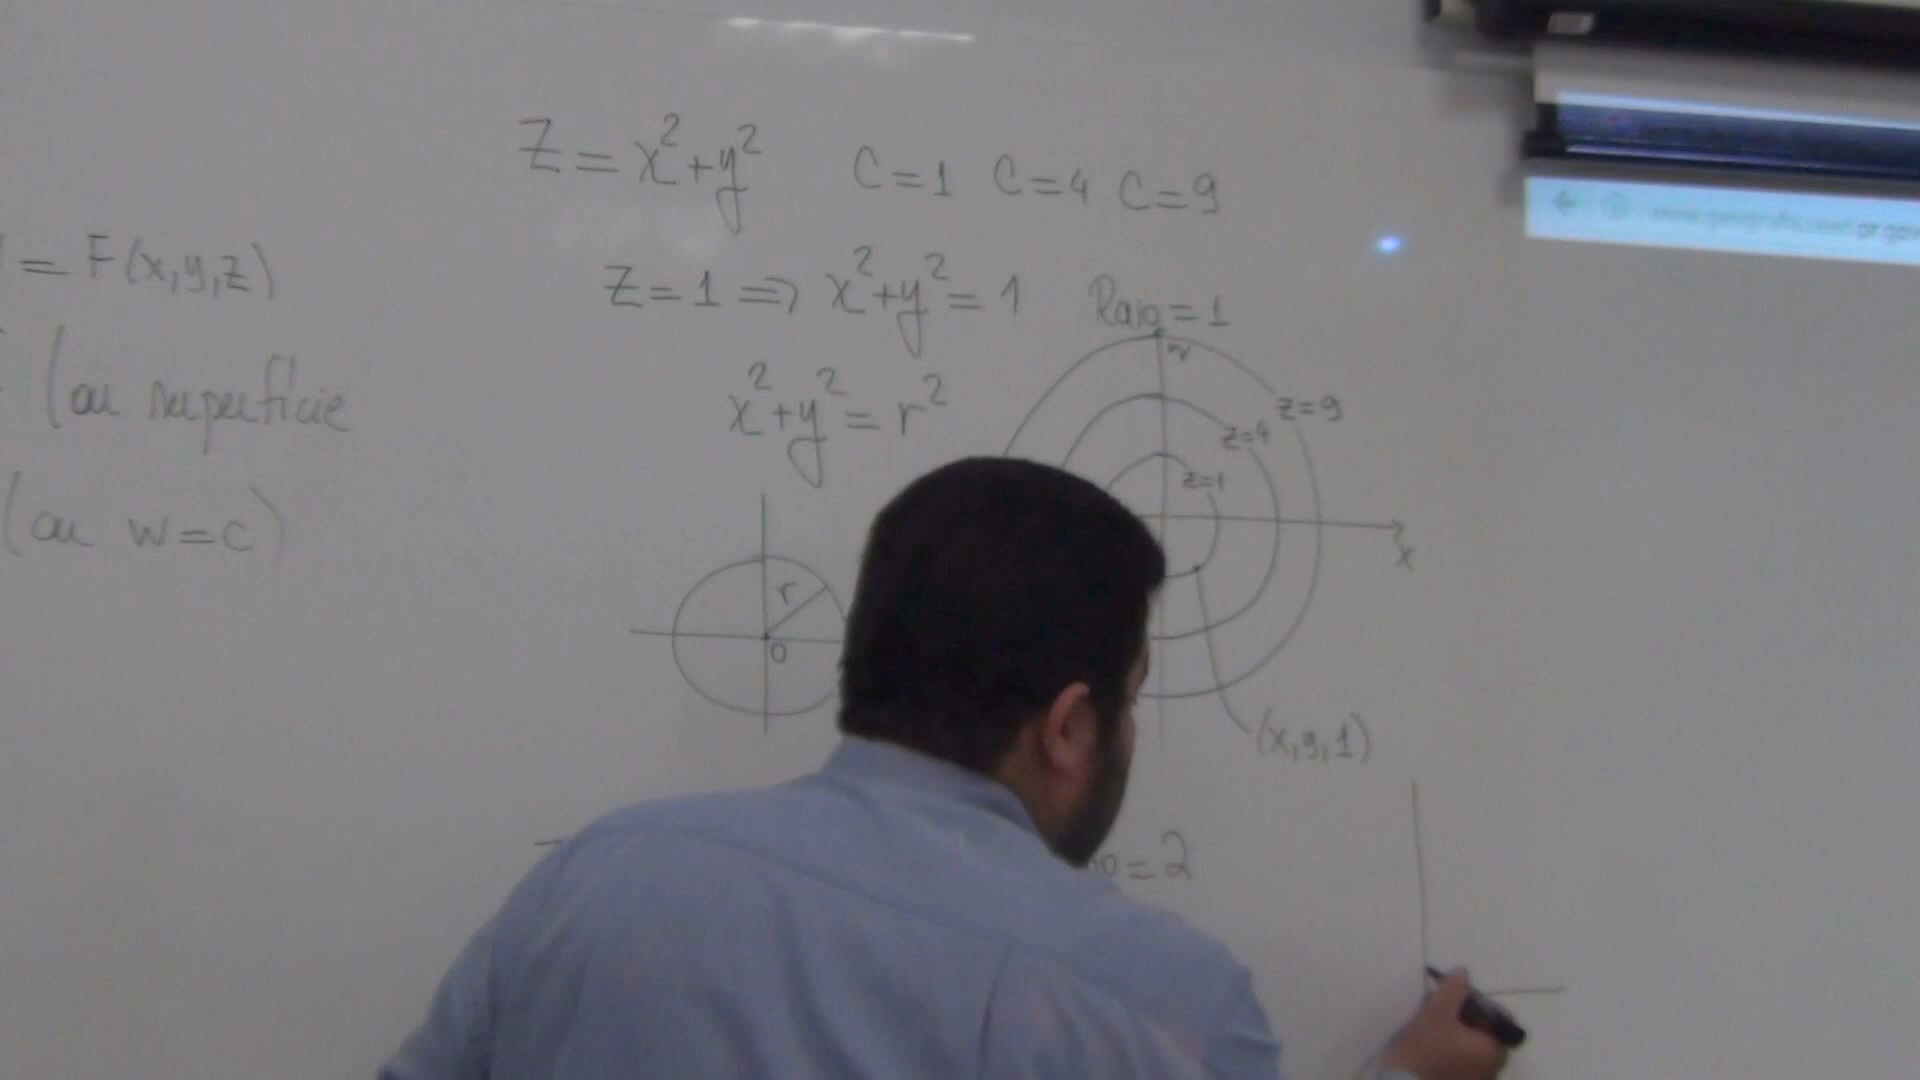 Z = x² + y² C = 1 C = 4 C = 9
= F(x, y, z)
Z = 1 ⇒ x² + y² = 1 Raio = 1
(ou superfície
x² + y² = r²
z = 9
z = 4
z = 1
(ou w = c)
x
r
0
(x, y, 1)
= 2